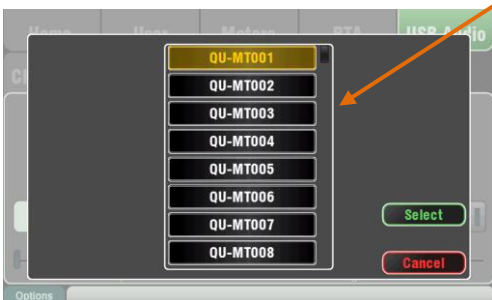 Home User Meters RTA USB Audio
QU-MT001
QU-MT002
QU-MT003
QU-MT004
QU-MT005
QU-MT006
QU-MT007
Select
QU-MT008
Cancel
Options